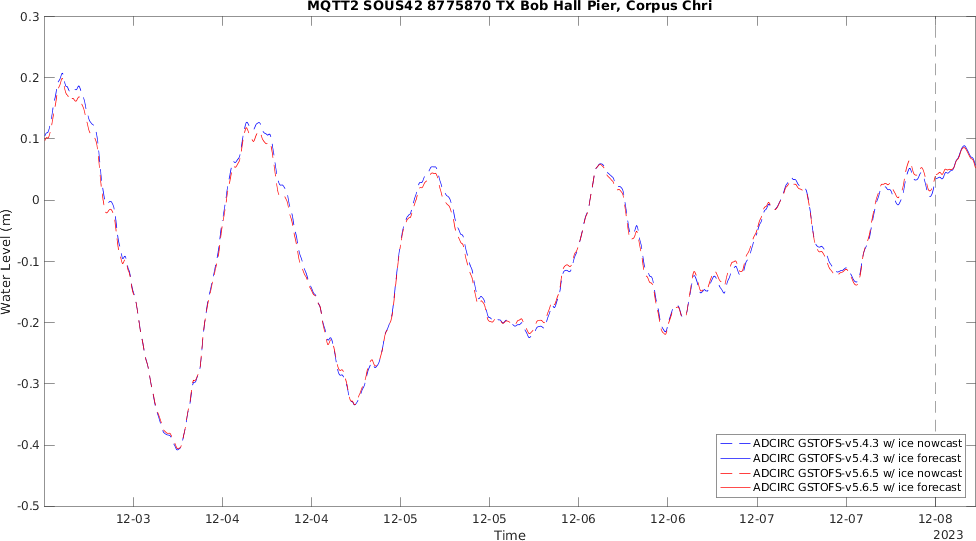 MQTT2 SOUS42 8775870 TX Bob Hall Pier, Corpus Chri
0.3
0.2
0.1
0
-0.1
-0.2
-0.3
-0.4
-0.5
Water Level (m)
ADCIRC GSTOFS-v5.4.3 w/ ice nowcast
ADCIRC GSTOFS-v5.4.3 w/ ice forecast
ADCIRC GSTOFS-v5.6.5 w/ ice nowcast
ADCIRC GSTOFS-v5.6.5 w/ ice forecast
12-03 12-04 12-04 12-05 12-05 12-06 12-06 12-07 12-07 12-08
2023
Time